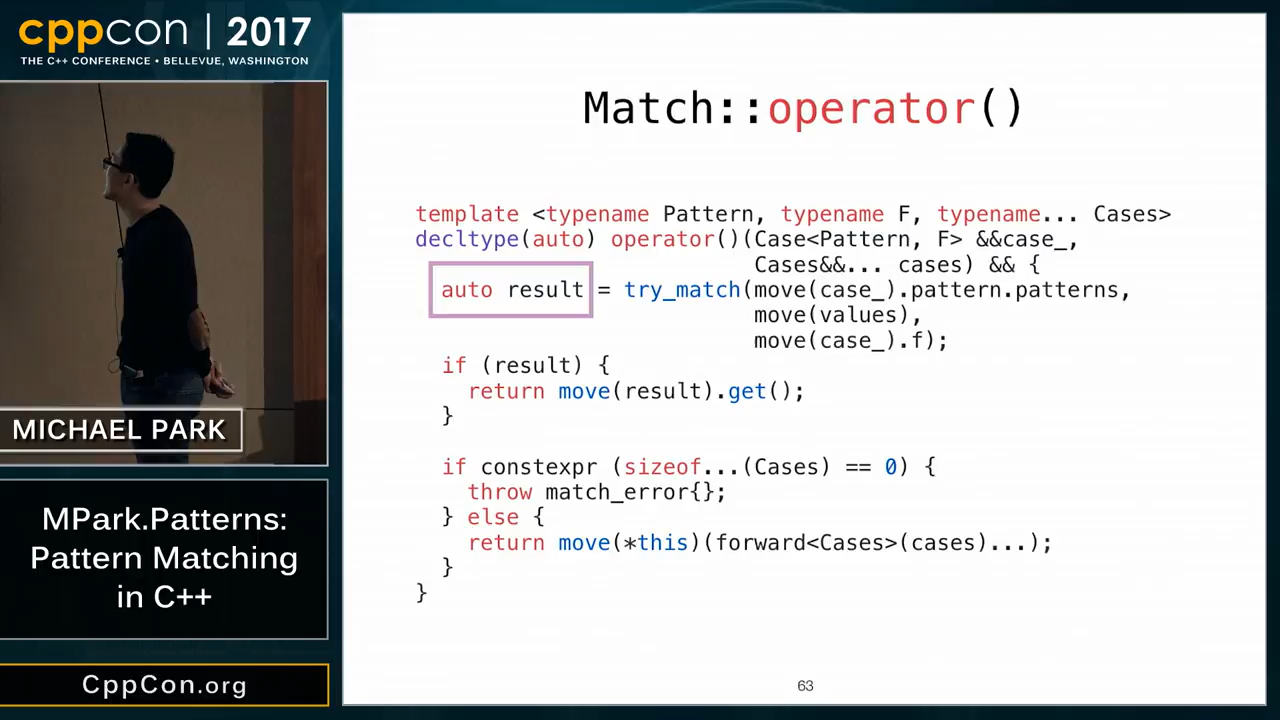 cppcon | 2017
THE C++ CONFERENCE • BELLEVUE, WASHINGTON
Match::operator()
template <typename Pattern, typename F, typename... Cases>
decltype(auto) operator()(Case<Pattern, F> &&case_,
Cases&&... cases) && {
auto result = try_match(move(case_).pattern.patterns,
move(values),
move(case_).f);
if (result) {
return move(result).get();
}
if constexpr (sizeof...(Cases) == 0) {
throw match_error{};
} else {
return move(*this)(forward<Cases>(cases)...);
}
}
63
MICHAEL PARK
MPark.Patterns:
Pattern Matching
in C++
CppCon.org